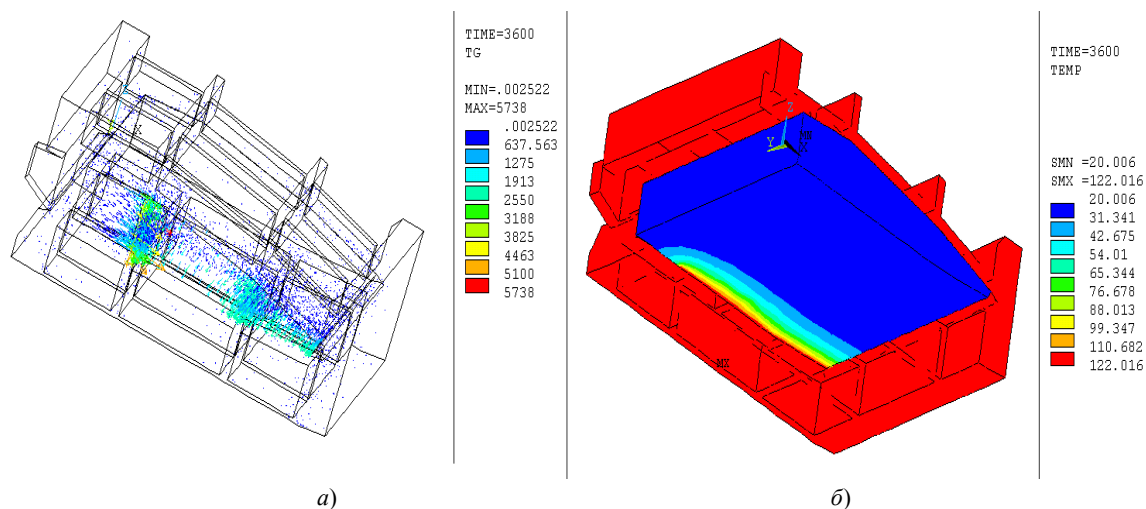 TIME=3600
TG
MIN=.002522
MAX=5738
.002522
637.563
1275
1913
2550
3188
3825
4463
5100
5738
X
а)
TIME=3600
TEMP
SMN =20.006
SMX =122.016
20.006
31.341
42.675
54.01
65.344
76.678
88.013
99.347
110.682
122.016
Z
Y
MN
X
MX
б)